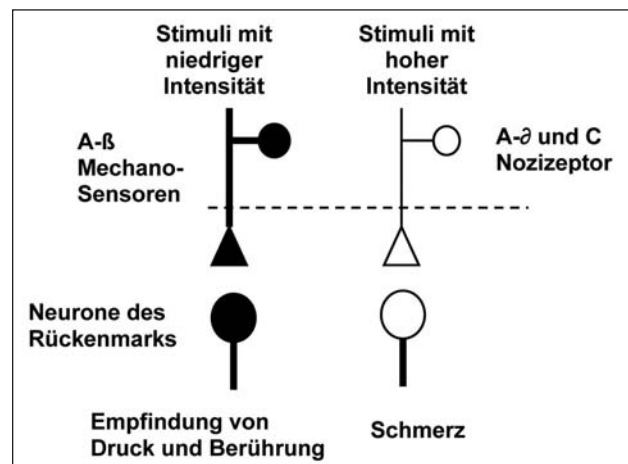 Stimuli mit
niedriger
Intensität
Stimuli mit
hoher
Intensität
A-ß
Mechano-
Sensoren
A-∂ und C
Nozizeptor
Neurone des
Rückenmarks
Empfindung von
Druck und Berührung
Schmerz